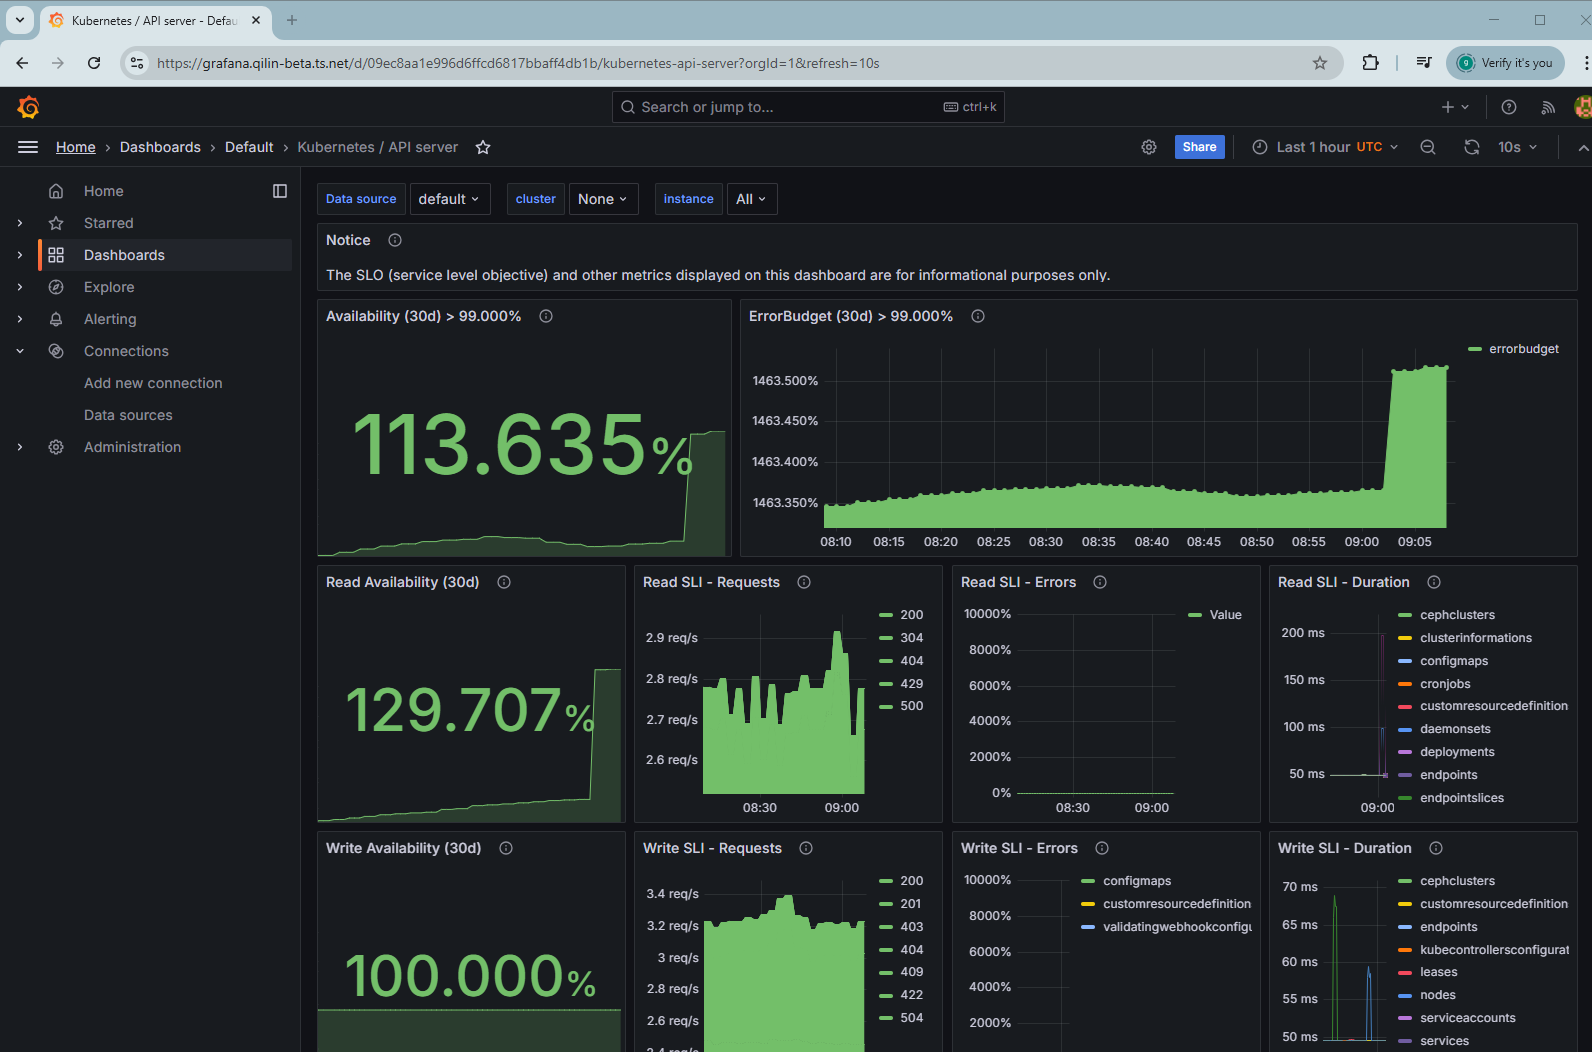 Kubernetes / API server - Defau
https://grafana.qilin-beta.ts.net/d/09ec8aa1e996d6ffcd6817bbaff4db1b/kubernetes-api-server?orgId=1&refresh=10s
9 Verify it's you
Search or jump to... ctrl+k
Home › Dashboards › Default › Kubernetes / API server
Share
Last 1 hour UTC
10s
Home
Starred
Dashboards
Explore
Alerting
Connections
Add new connection
Data sources
Administration
Data source default cluster None instance All
Notice
The SLO (service level objective) and other metrics displayed on this dashboard are for informational purposes only.
Availability (30d) > 99.000%
113.635%
ErrorBudget (30d) > 99.000%
1463.500%
1463.450%
1463.400%
1463.350%
08:10 08:15 08:20 08:25 08:30 08:35 08:40 08:45 08:50 08:55 09:00 09:05
errorbudget
Read Availability (30d)
129.707%
Read SLI - Requests
2.9 req/s
2.8 req/s
2.7 req/s
2.6 req/s
08:30 09:00
200
304
404
429
500
Read SLI - Errors
10000%
8000%
6000%
4000%
2000%
0%
08:30 09:00
Value
Read SLI - Duration
200 ms
150 ms
100 ms
50 ms
09:00
cephclusters
clusterinformations
configmaps
cronjobs
customresourcedefinition
daemonsets
deployments
endpoints
endpointslices
Write Availability (30d)
100.000%
Write SLI - Requests
3.4 req/s
3.2 req/s
3 req/s
2.8 req/s
2.6 req/s
2.4 req/s
200
201
403
404
409
422
504
Write SLI - Errors
10000%
8000%
6000%
4000%
2000%
configmaps
customresourcedefinition
validatingwebhookconfigu
Write SLI - Duration
70 ms
65 ms
60 ms
55 ms
50 ms
cephclusters
customresourcedefinition
endpoints
kubecontrollersconfigurat
leases
nodes
serviceaccounts
services